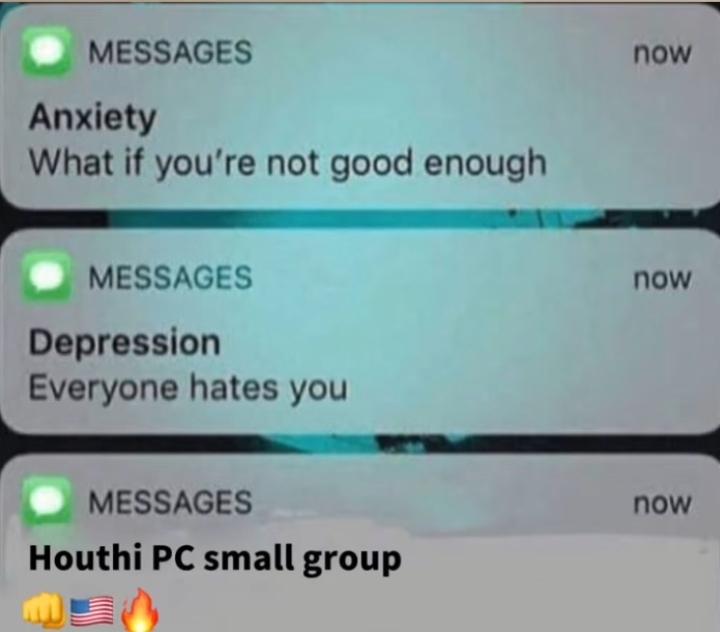 MESSAGES now
Anxiety
What if you're not good enough
MESSAGES now
Depression
Everyone hates you
MESSAGES now
Houthi PC small group
👊🇺🇸🔥